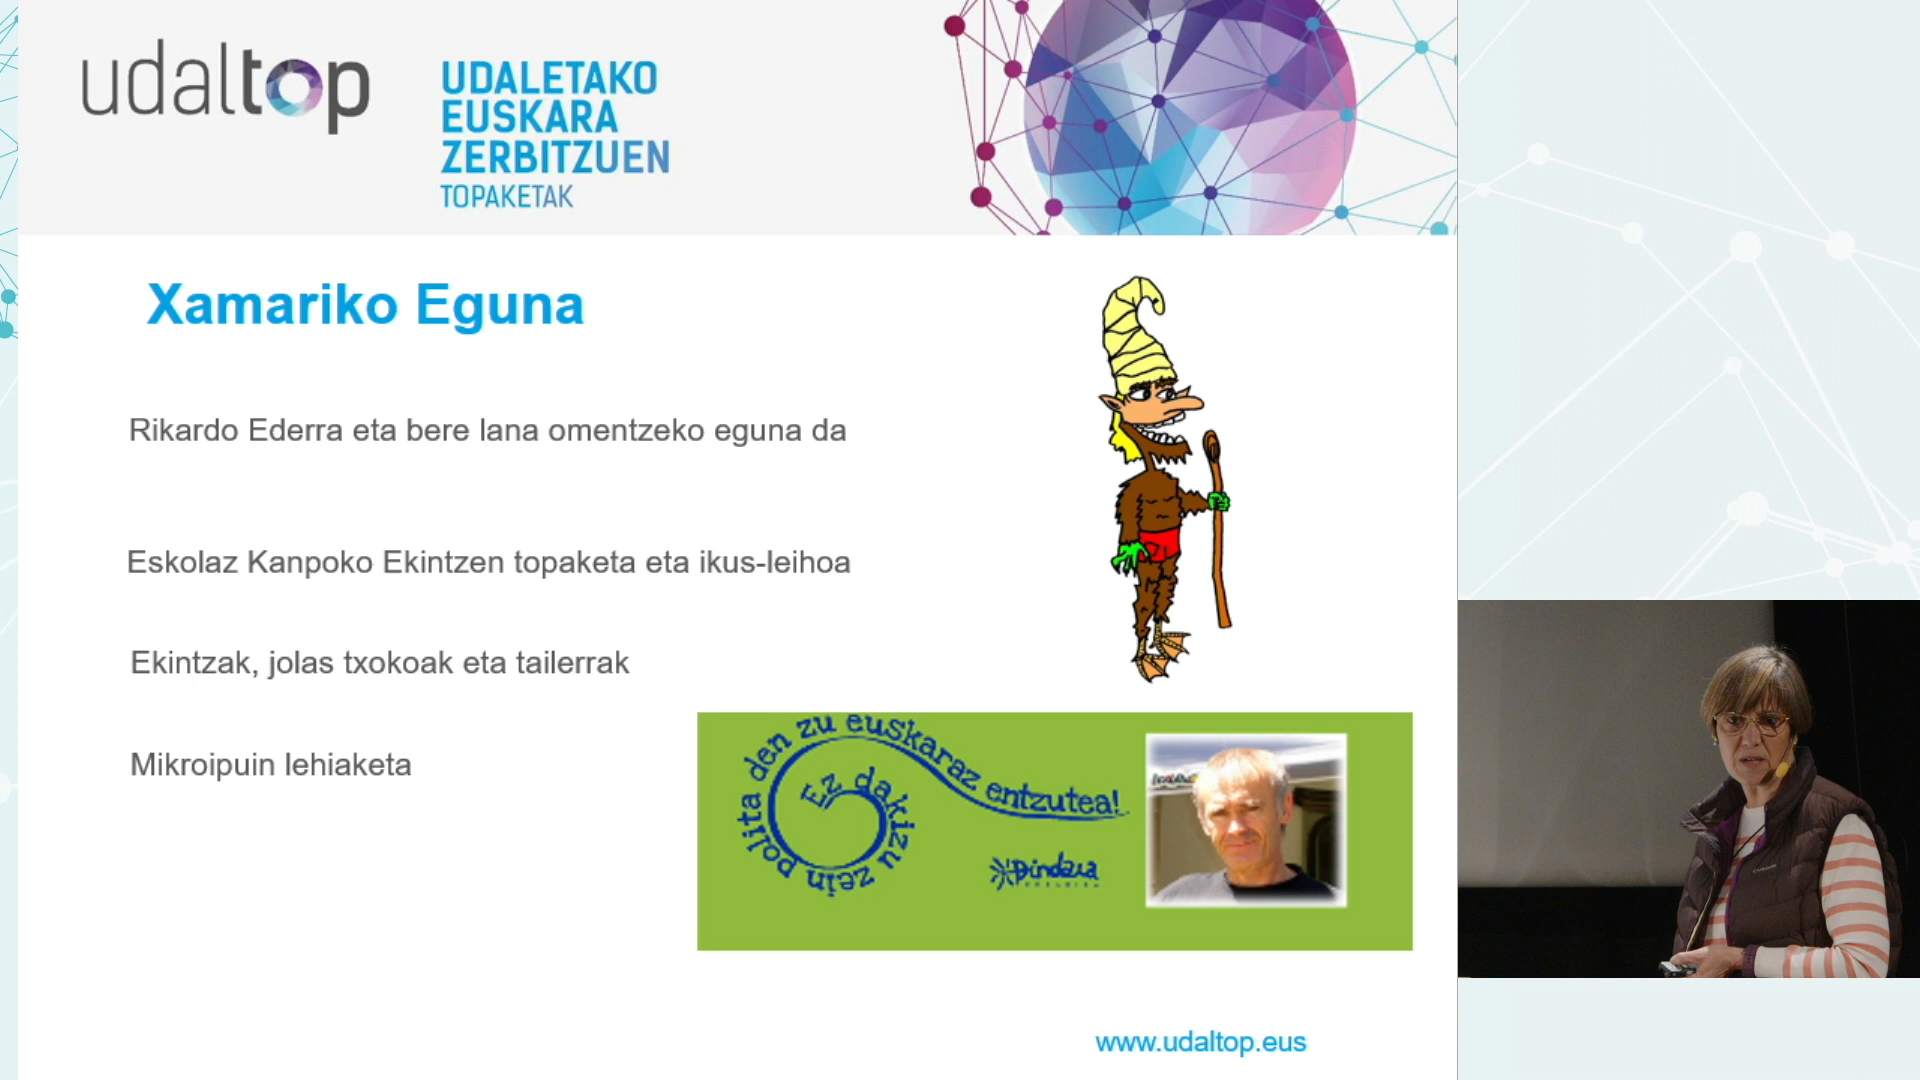 udaltop
UDALETAKO
EUSKARA
ZERBITZUEN
TOPAKETAK
Xamariko Eguna
Rikardo Ederra eta bere lana omentzeko eguna da
Eskolaz Kanpoko Ekintzen topaketa eta ikus-leihoa
Ekintzak, jolas txokoak eta tailerrak
Mikroipuin lehiaketa
Ez dakizu zein polita den zu euskaraz entzutea!
Dindaia
www.udaltop.eus